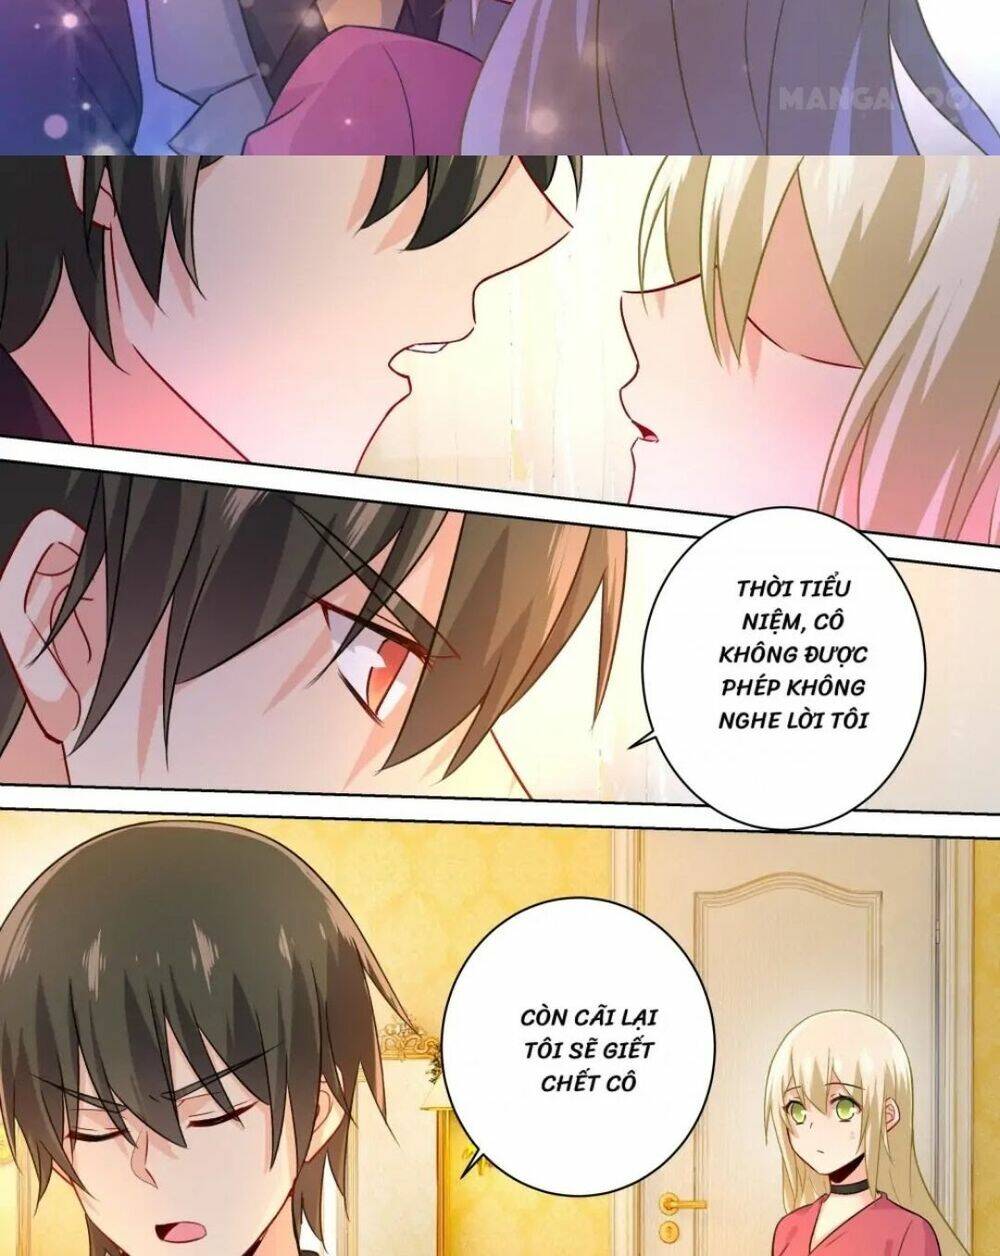 MANGATOON
THỜI TIỂU
NIỆM, CÔ
KHÔNG ĐƯỢC
PHÉP KHÔNG
NGHE LỜI TÔI
CÒN CÃI LẠI
TÔI SẼ GIẾT
CHẾT CÔ